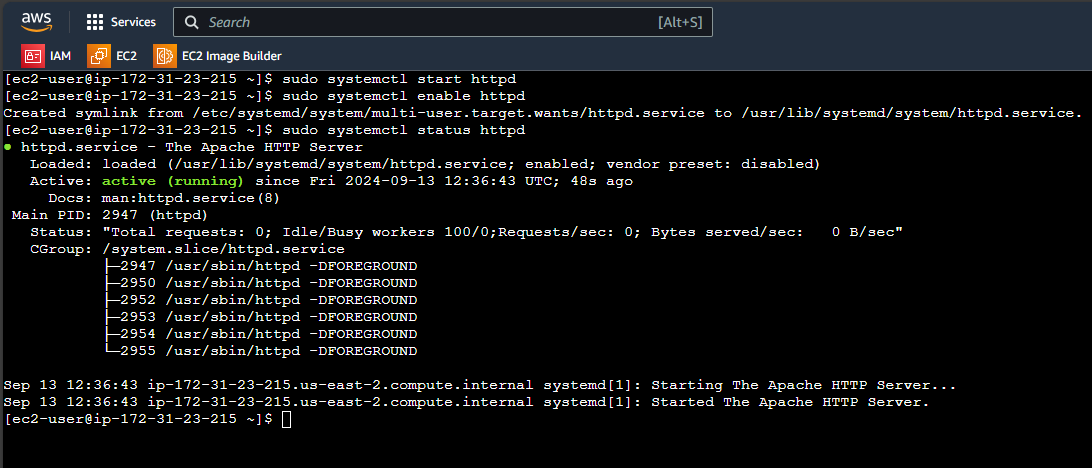 aws
Services
Search [Alt+S]
IAM EC2 EC2 Image Builder
[ec2-user@ip-172-31-23-215 ~]$ sudo systemctl start httpd
[ec2-user@ip-172-31-23-215 ~]$ sudo systemctl enable httpd
Created symlink from /etc/systemd/system/multi-user.target.wants/httpd.service to /usr/lib/systemd/system/httpd.service.
[ec2-user@ip-172-31-23-215 ~]$ sudo systemctl status httpd
● httpd.service - The Apache HTTP Server
   Loaded: loaded (/usr/lib/systemd/system/httpd.service; enabled; vendor preset: disabled)
   Active: active (running) since Fri 2024-09-13 12:36:43 UTC; 48s ago
     Docs: man:httpd.service(8)
 Main PID: 2947 (httpd)
   Status: "Total requests: 0; Idle/Busy workers 100/0;Requests/sec: 0; Bytes served/sec:   0 B/sec"
   CGroup: /system.slice/httpd.service
           ├─2947 /usr/sbin/httpd -DFOREGROUND
           ├─2950 /usr/sbin/httpd -DFOREGROUND
           ├─2952 /usr/sbin/httpd -DFOREGROUND
           ├─2953 /usr/sbin/httpd -DFOREGROUND
           ├─2954 /usr/sbin/httpd -DFOREGROUND
           └─2955 /usr/sbin/httpd -DFOREGROUND
Sep 13 12:36:43 ip-172-31-23-215.us-east-2.compute.internal systemd[1]: Starting The Apache HTTP Server...
Sep 13 12:36:43 ip-172-31-23-215.us-east-2.compute.internal systemd[1]: Started The Apache HTTP Server.
[ec2-user@ip-172-31-23-215 ~]$